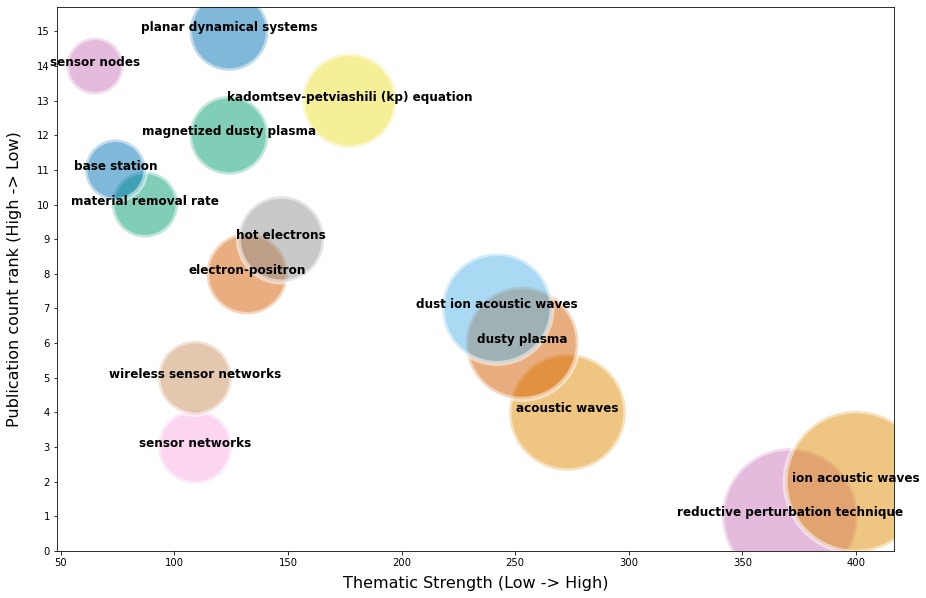 Publication count rank (High -> Low)
15
14
13
12
11
10
9
8
7
6
5
4
3
2
1
0
planar dynamical systems
sensor nodes
kadomtsev-petviashili (kp) equation
magnetized dusty plasma
base station
material removal rate
hot electrons
electron-positron
dust ion acoustic waves
dusty plasma
wireless sensor networks
acoustic waves
sensor networks
ion acoustic waves
reductive perturbation technique
50 100 150 200 250 300 350 400
Thematic Strength (Low -> High)